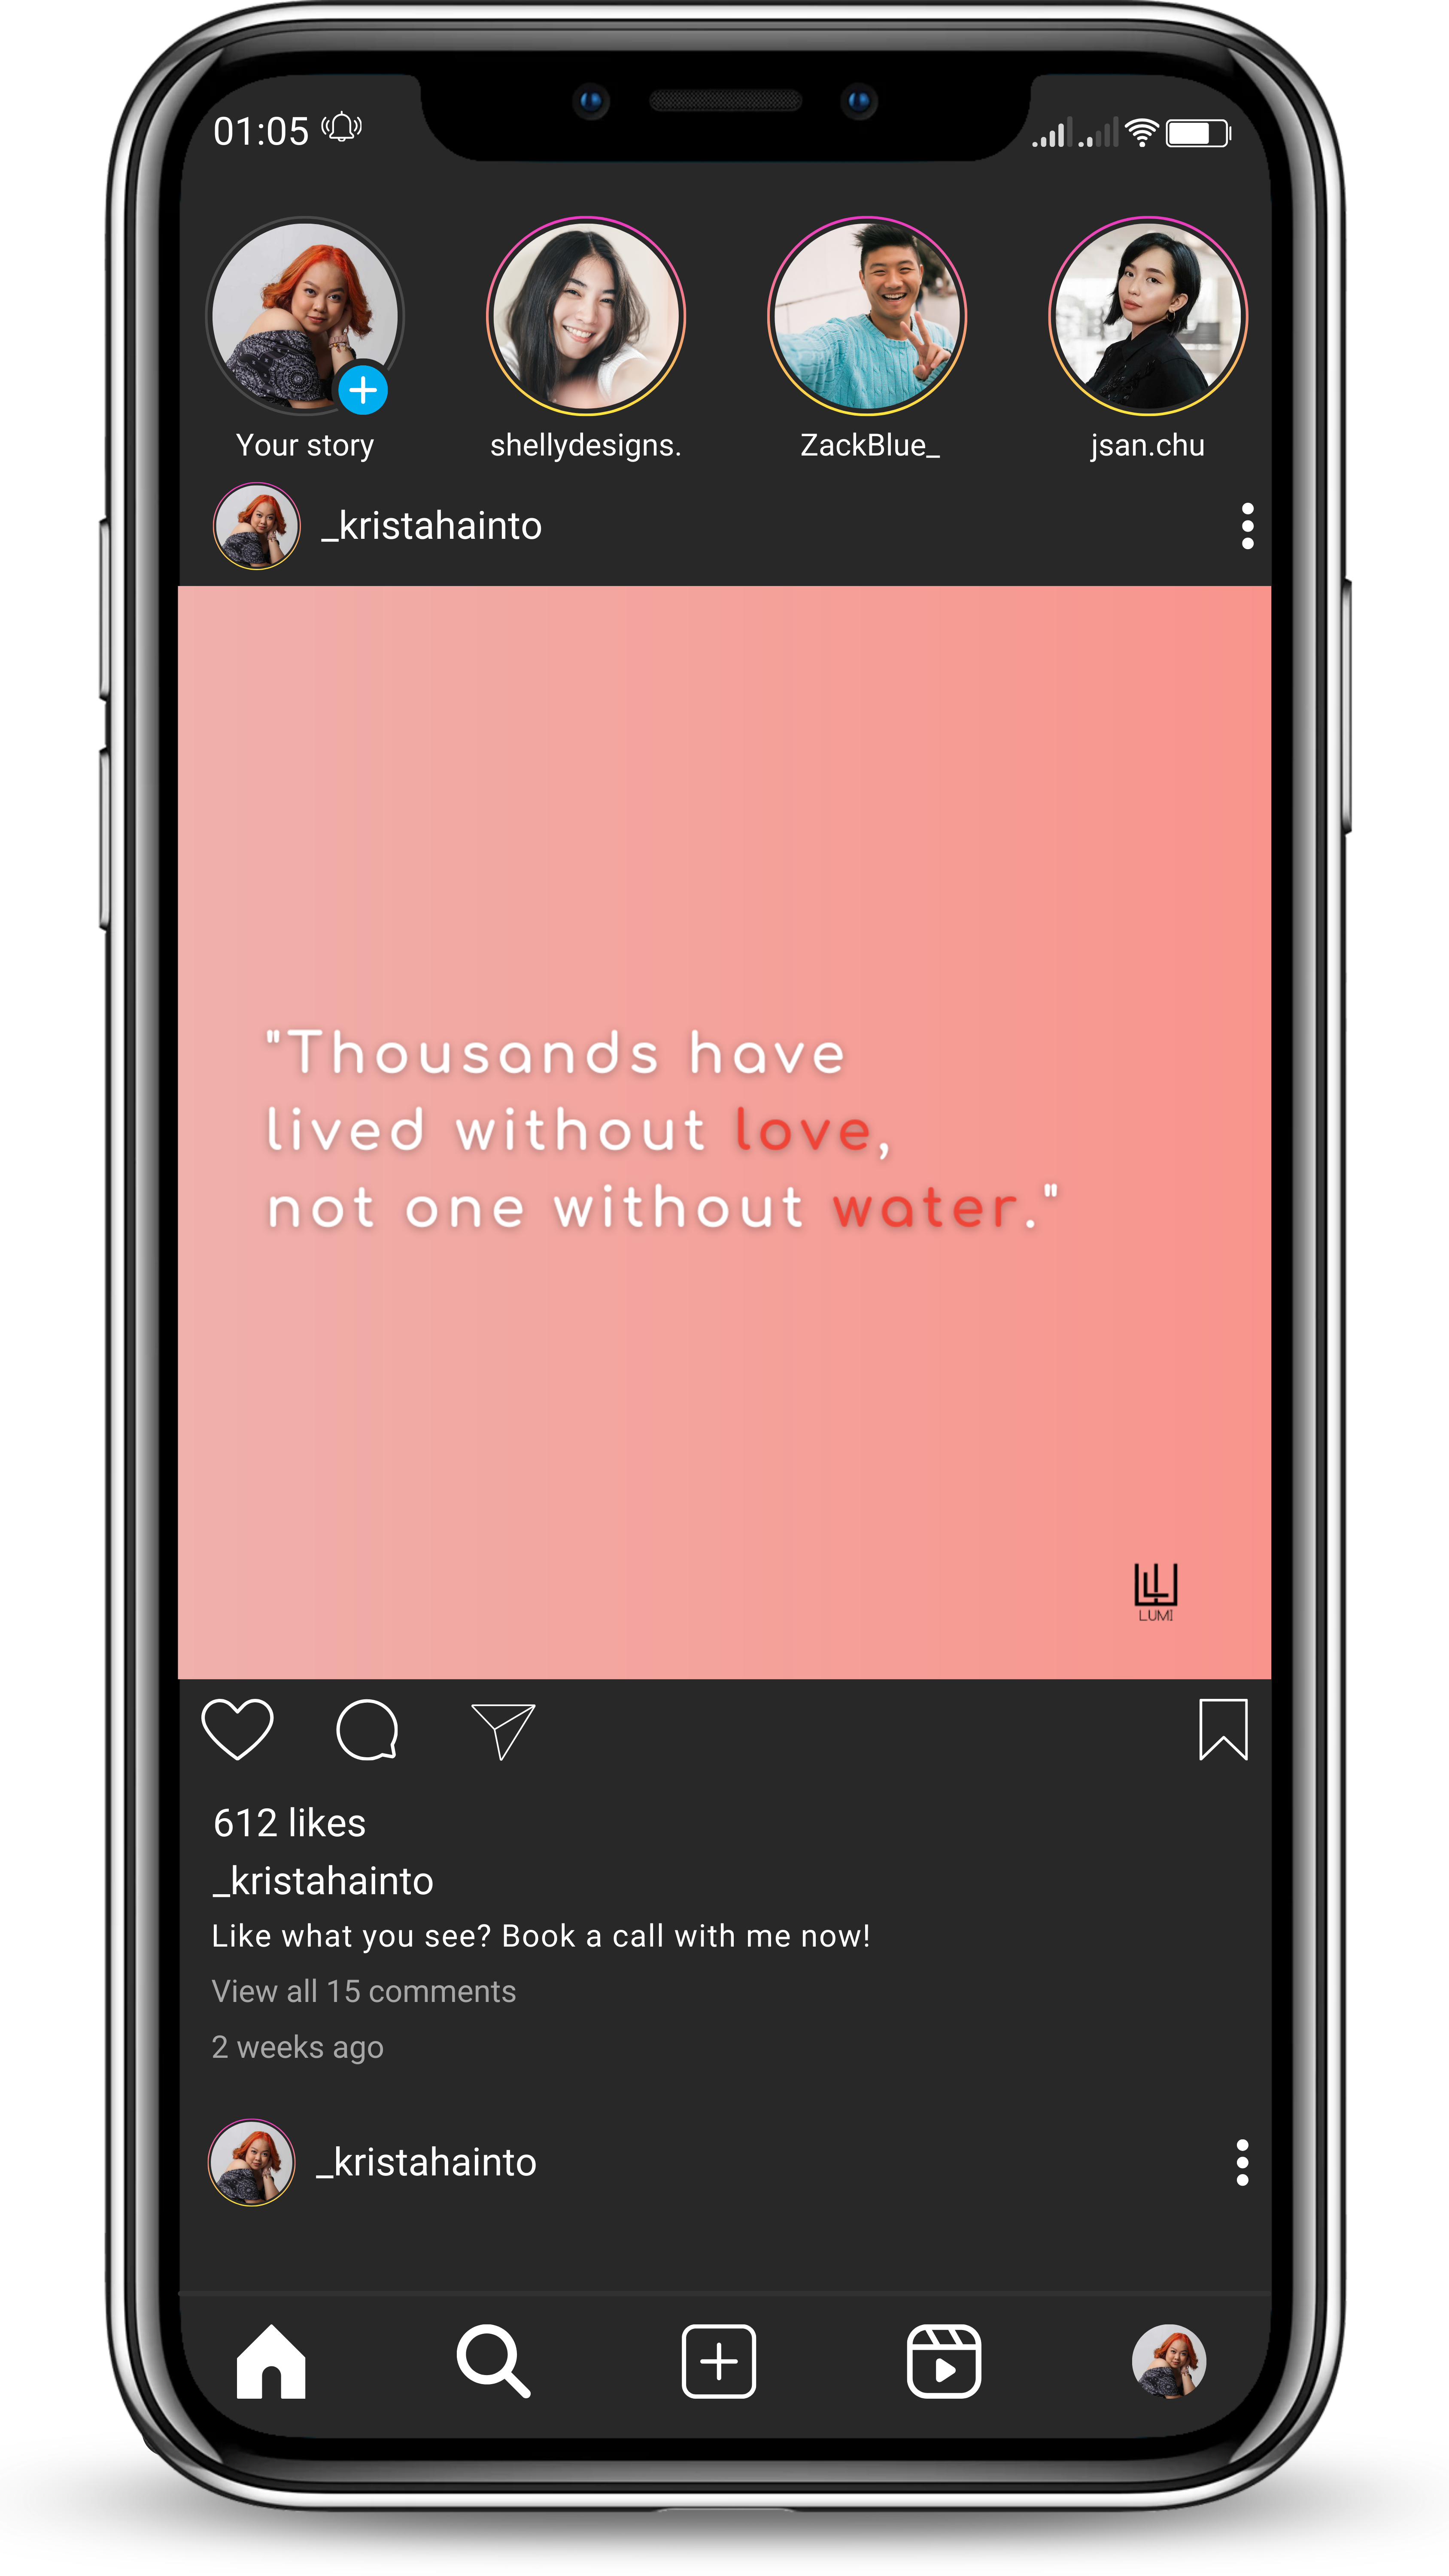 01:05
Your story
shellydesigns.
ZackBlue_
jsan.chu
_kristahainto
"Thousands have
lived without love,
not one without water."
LUMI
612 likes
_kristahainto
Like what you see? Book a call with me now!
View all 15 comments
2 weeks ago
_kristahainto